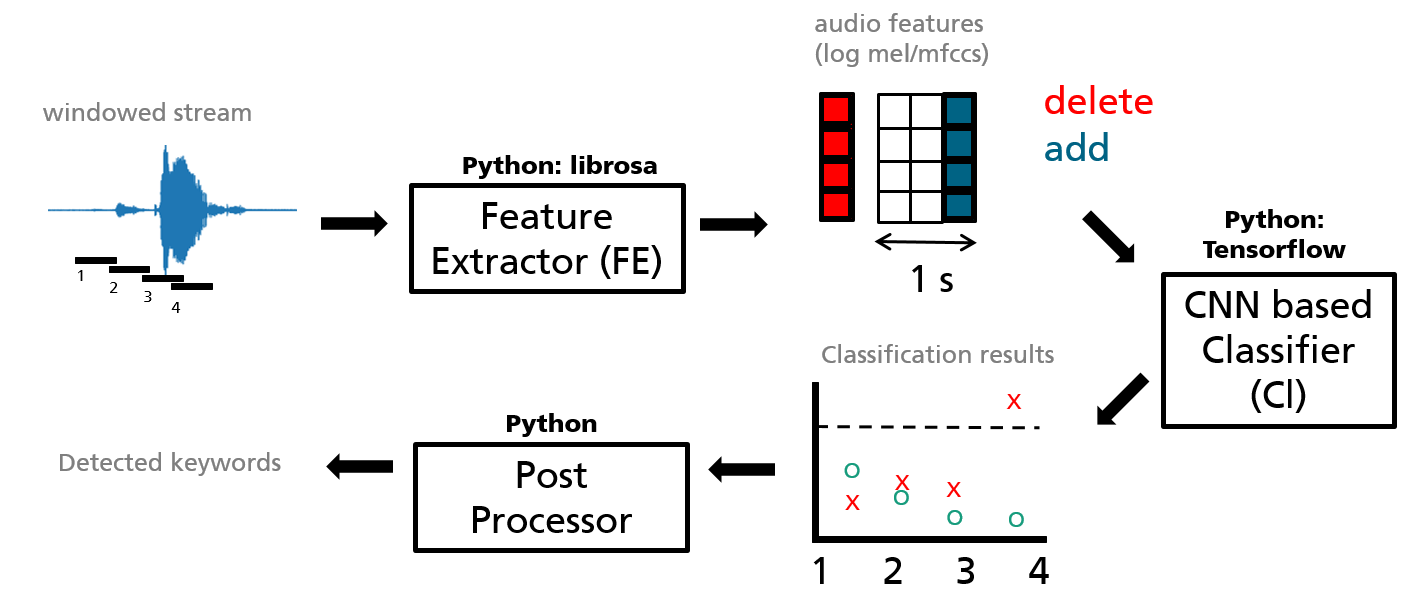 windowed stream
1
2
3
4
Python: librosa
Feature
Extractor (FE)
audio features
(log mel/mfccs)
1 s
delete
add
Python:
Tensorflow
CNN based
Classifier
(Cl)
Classification results
x
o
x
x
o
x
o
o
1 2 3 4
Python
Post
Processor
Detected keywords